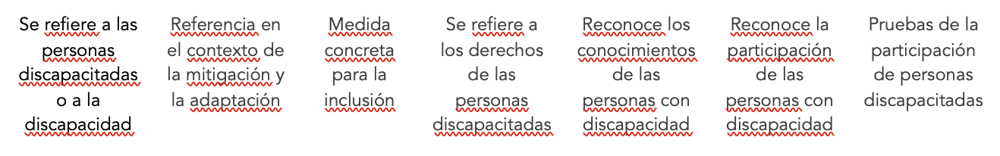 Se refiere a las
personas
discapacitadas
o a la
discapacidad
Referencia en
el contexto de
la mitigación y
la adaptación
Medida
concreta
para la
inclusión
Se refiere a
los derechos
de las
personas
discapacitadas
Reconoce los
conocimientos
de las
personas con
discapacidad
Reconoce la
participación
de las
personas con
discapacidad
Pruebas de la
participación
de personas
discapacitadas